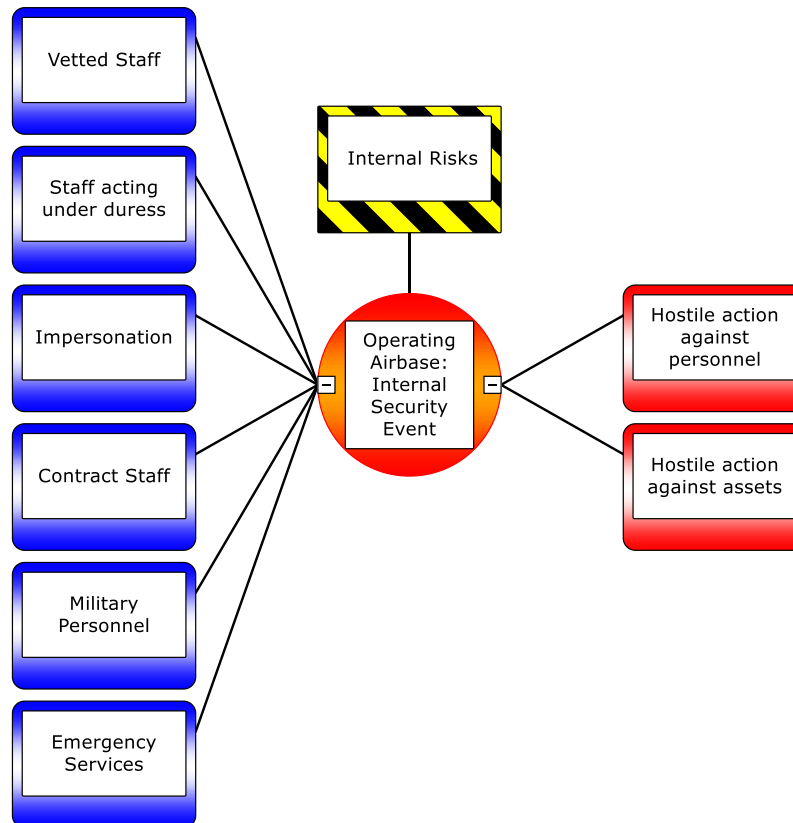 Vetted Staff
Staff acting
under duress
Impersonation
Contract Staff
Military
Personnel
Emergency
Services
Internal Risks
Operating
Airbase:
Internal
Security
Event
Hostile action
against
personnel
Hostile action
against assets